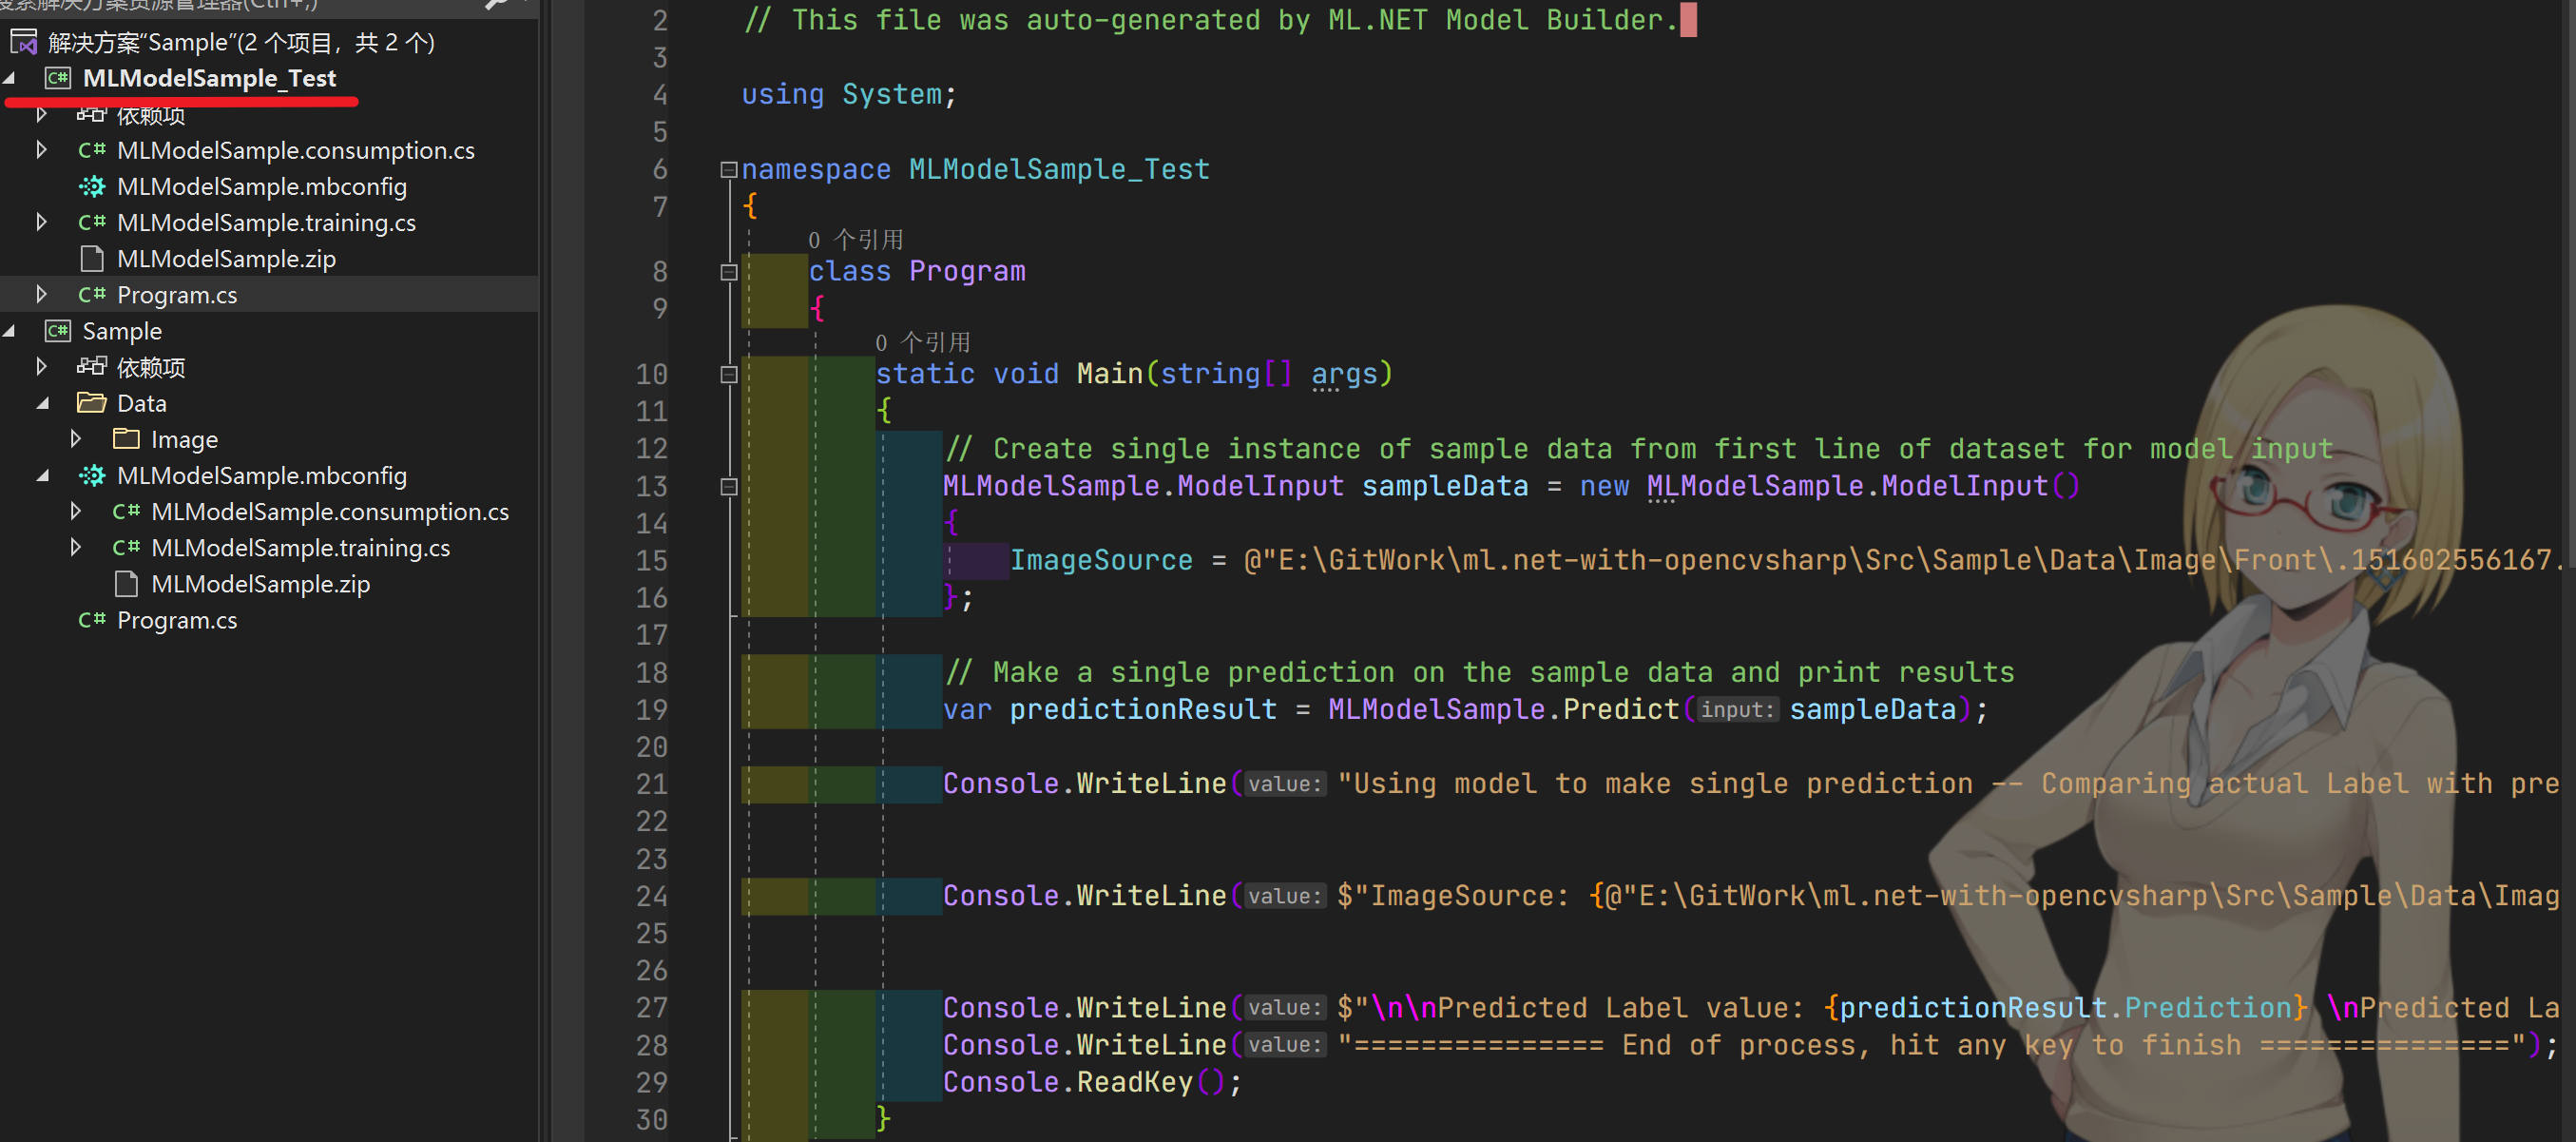 搜索解决方案资源管理器(Ctrl+;)
解决方案"Sample"(2 个项目，共 2 个)
MLModelSample_Test
依赖项
MLModelSample.consumption.cs
MLModelSample.mbconfig
MLModelSample.training.cs
MLModelSample.zip
Program.cs
Sample
依赖项
Data
Image
MLModelSample.mbconfig
MLModelSample.consumption.cs
MLModelSample.training.cs
MLModelSample.zip
Program.cs
2 // This file was auto-generated by ML.NET Model Builder.
3
4 using System;
5
6 namespace MLModelSample_Test
7 {
0 个引用
8 class Program
9 {
0 个引用
10 static void Main(string[] args)
11 {
12 // Create single instance of sample data from first line of dataset for model input
13 MLModelSample.ModelInput sampleData = new MLModelSample.ModelInput()
14 {
15 ImageSource = @"E:\GitWork\ml.net-with-opencvsharp\Src\Sample\Data\Image\Front\.151602556167.
16 };
17
18 // Make a single prediction on the sample data and print results
19 var predictionResult = MLModelSample.Predict(input: sampleData);
20
21 Console.WriteLine(value: "Using model to make single prediction -- Comparing actual Label with pre
22
23
24 Console.WriteLine(value: $"ImageSource: {@"E:\GitWork\ml.net-with-opencvsharp\Src\Sample\Data\Imag
25
26
27 Console.WriteLine(value: $"\n\nPredicted Label value: {predictionResult.Prediction} \nPredicted La
28 Console.WriteLine(value: "=============== End of process, hit any key to finish ===============");
29 Console.ReadKey();
30 }